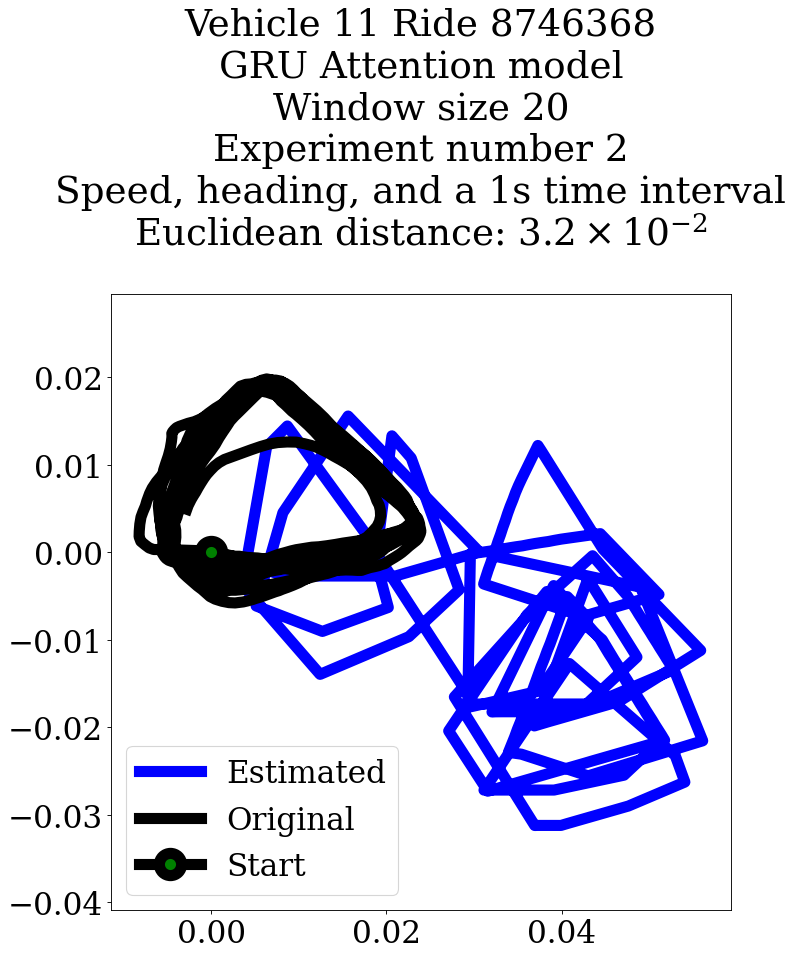 Vehicle 11 Ride 8746368
GRU Attention model
Window size 20
Experiment number 2
Speed, heading, and a 1s time interval
Euclidean distance: 3.2 × 10⁻²
0.02
0.01
0.00
−0.01
−0.02
−0.03
−0.04
Estimated
Original
Start
0.00 0.02 0.04